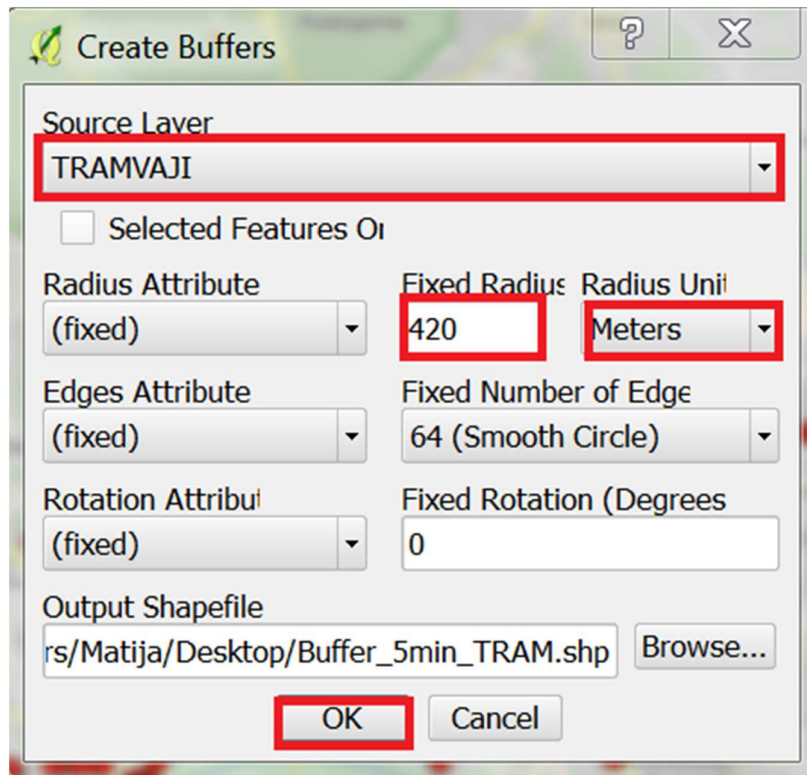 Create Buffers
Source Layer
TRAMVAJI
Selected Features Or
Radius Attribute
Fixed Radius
Radius Unit
(fixed)
420
Meters
Edges Attribute
Fixed Number of Edge
(fixed)
64 (Smooth Circle)
Rotation Attribut
Fixed Rotation (Degrees
(fixed)
0
Output Shapefile
rs/Matija/Desktop/Buffer_5min_TRAM.shp
Browse...
OK
Cancel